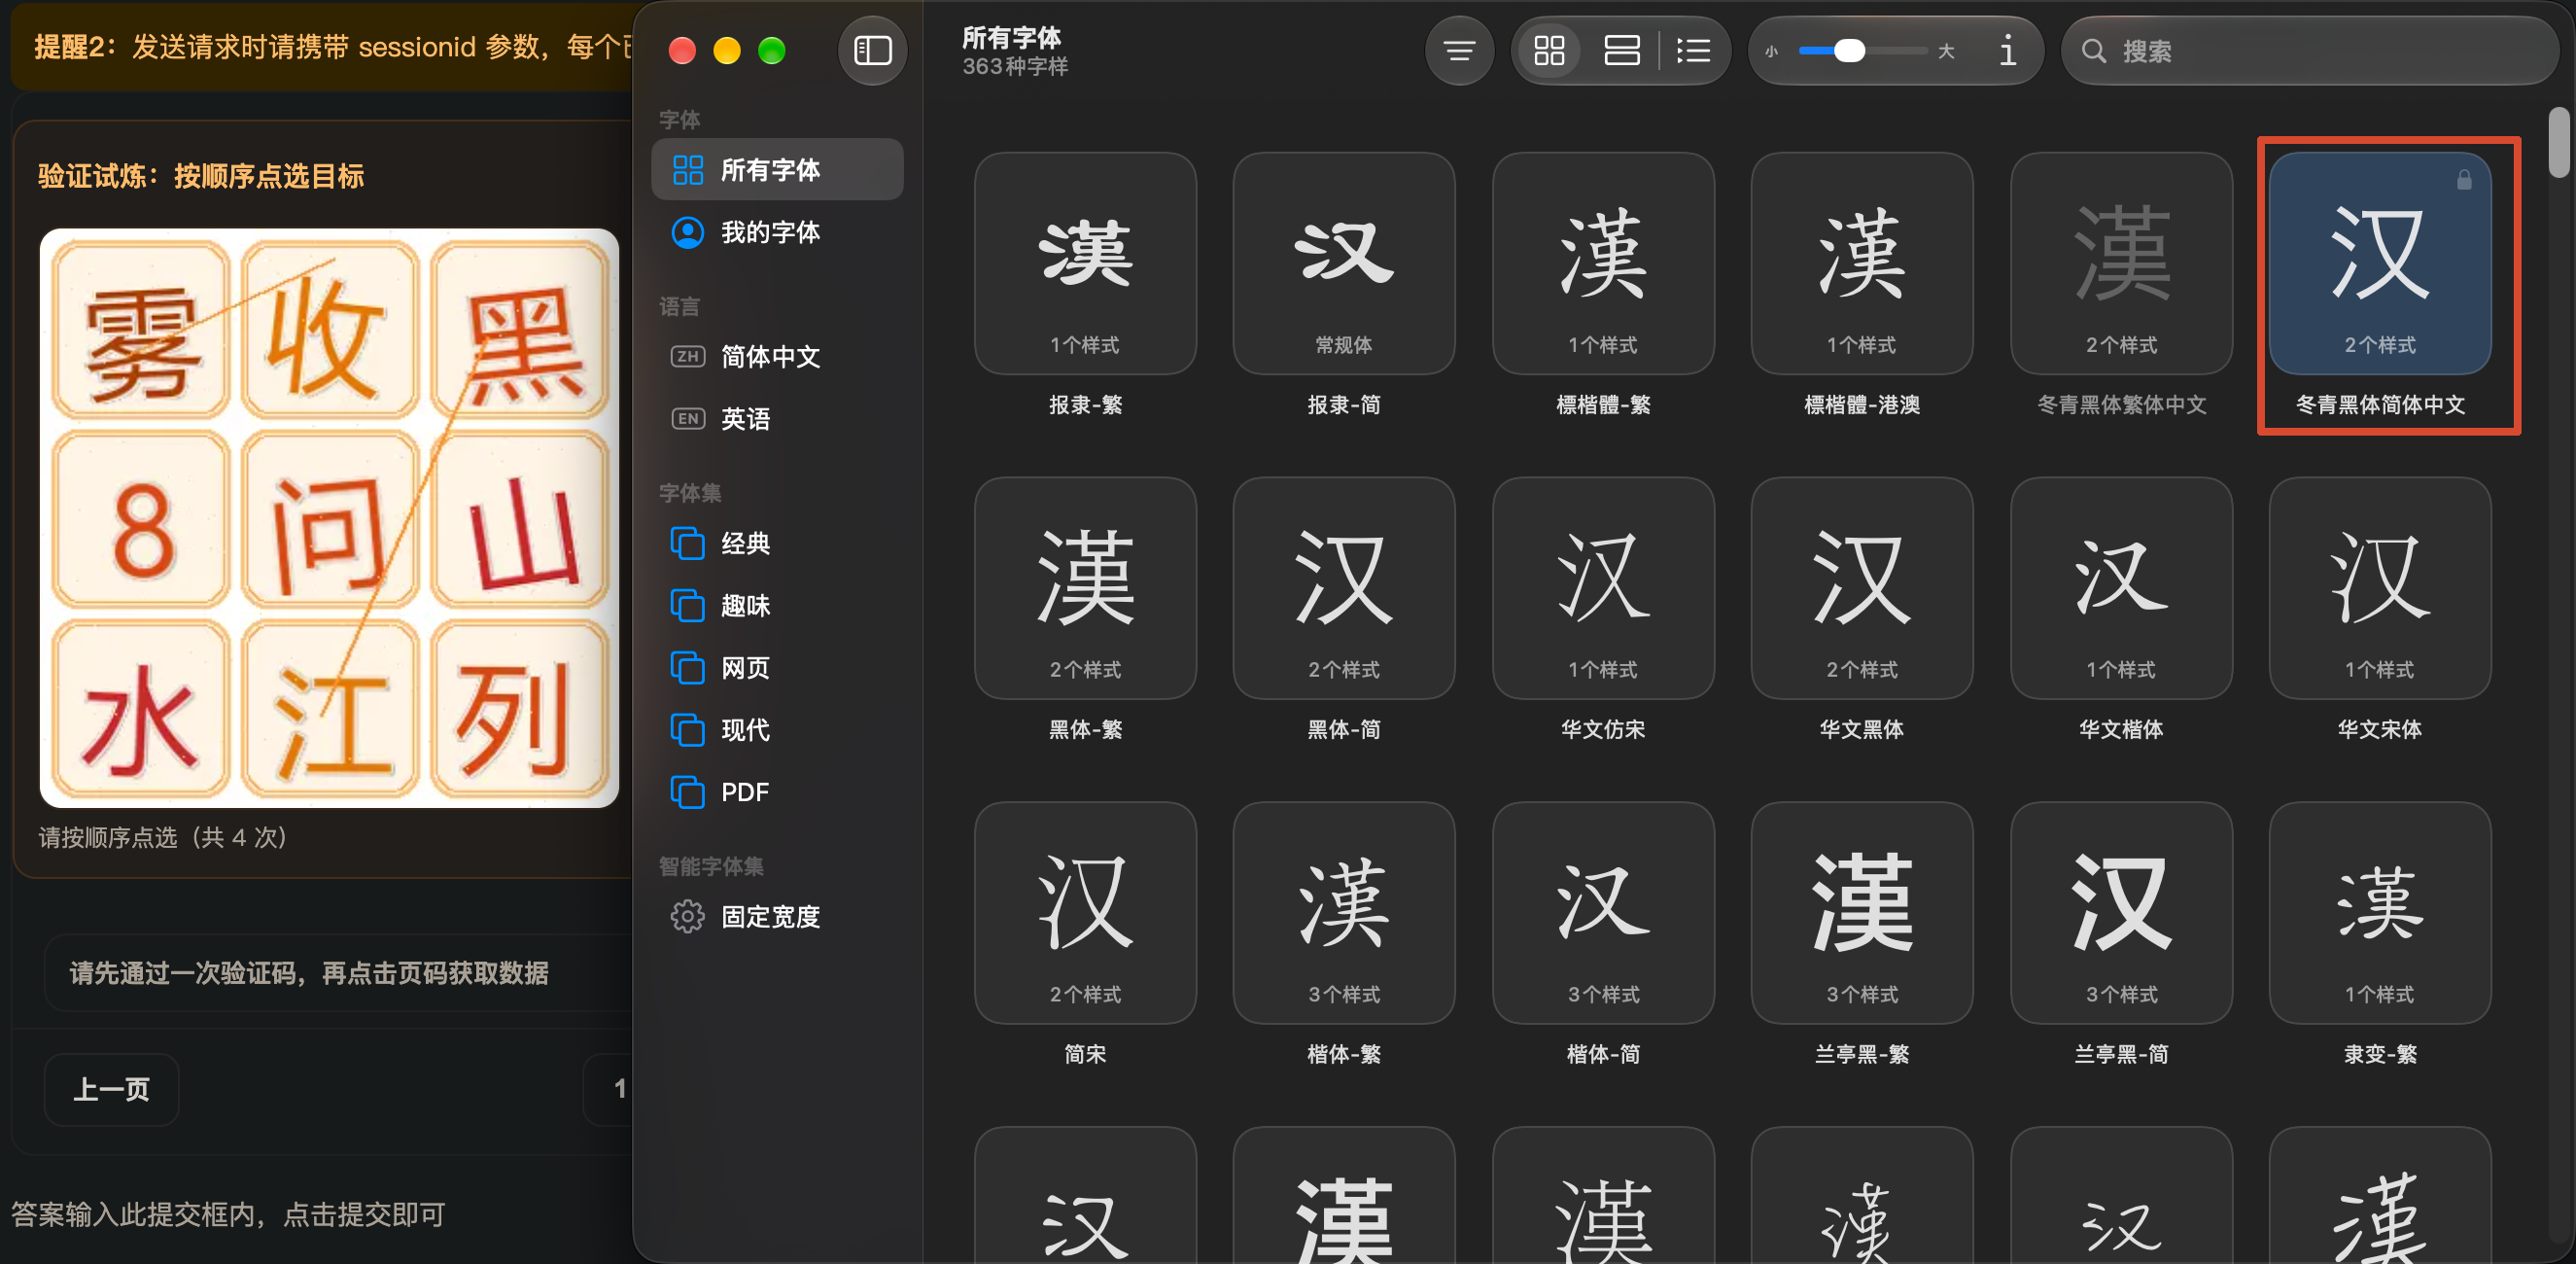 提醒2：发送请求时请携带 sessionid 参数，每个
验证试炼：按顺序点选目标
雾 收 黑
8 问 山
水 江 列
请按顺序点选（共 4 次）
请先通过一次验证码，再点击页码获取数据
上一页
1
答案输入此提交框内，点击提交即可
字体
所有字体
我的字体
语言
ZH 简体中文
EN 英语
字体集
经典
趣味
网页
现代
PDF
智能字体集
固定宽度
所有字体
363种字样
小 大 i 搜索
漢 汉 漢 漢 漢 汉
1个样式 常规体 1个样式 1个样式 2个样式 2个样式
报隶-繁 报隶-简 標楷體-繁 標楷體-港澳 冬青黑体繁体中文 冬青黑体简体中文
漢 汉 汉 汉 汉 汉
2个样式 2个样式 1个样式 2个样式 1个样式 1个样式
黑体-繁 黑体-简 华文仿宋 华文黑体 华文楷体 华文宋体
汉 漢 汉 漢 汉 漢
2个样式 3个样式 3个样式 3个样式 3个样式 1个样式
简宋 楷体-繁 楷体-简 兰亭黑-繁 兰亭黑-简 隶变-繁
汉 漢 漢 漢 汉 漢